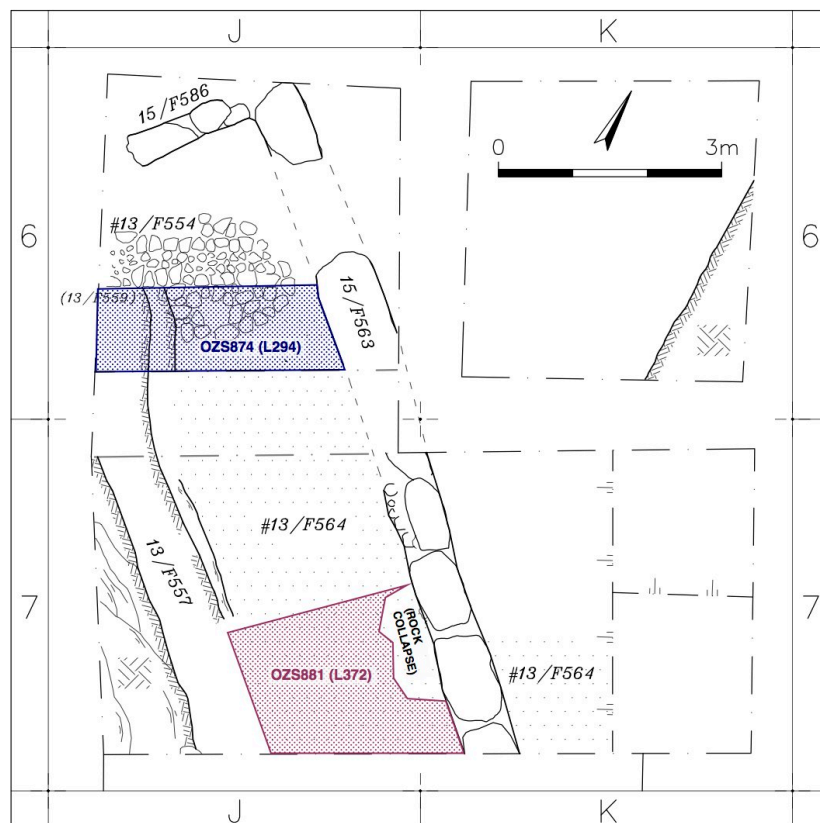 J
K
15/F586
0
3m
6
#13/F554
6
(13/F559)
15/F563
OZS874 (L294)
#13/F564
13/F557
7
7
(ROCK
COLLAPSE)
OZS881 (L372)
#13/F564
J
K